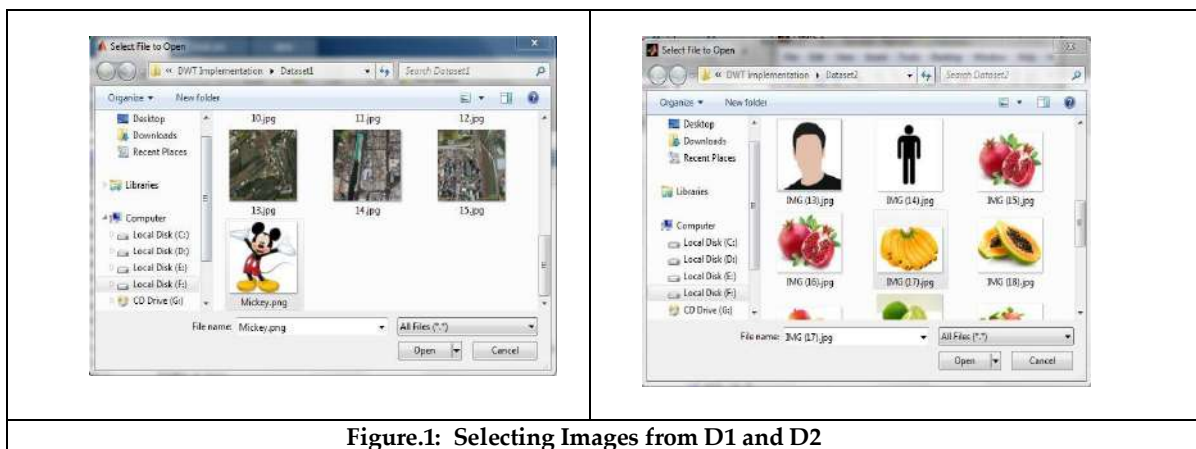 Select File to Open
« DWT Implementation ▸ Dataset1
Search Dataset1
Organize
New folder
Desktop
Downloads
Recent Places
Libraries
Computer
Local Disk (C:)
Local Disk (D:)
Local Disk (E:)
Local Disk (F:)
CD Drive (G:)
10.jpg 11.jpg 12.jpg
13.jpg 14.jpg 15.jpg
Mickey.png
File name: Mickey.png
All Files (*.*)
Open
Cancel
Select File to Open
« DWT Implementation ▸ Dataset2
Search Dataset2
Organize
New folder
Desktop
Downloads
Recent Places
Libraries
Computer
Local Disk (C:)
Local Disk (D:)
Local Disk (E:)
Local Disk (F:)
CD Drive (G:)
IMG (13).jpg IMG (14).jpg IMG (15).jpg
IMG (16).jpg IMG (17).jpg IMG (18).jpg
File name: IMG (17).jpg
All Files (*.*)
Open
Cancel
Figure.1: Selecting Images from D1 and D2